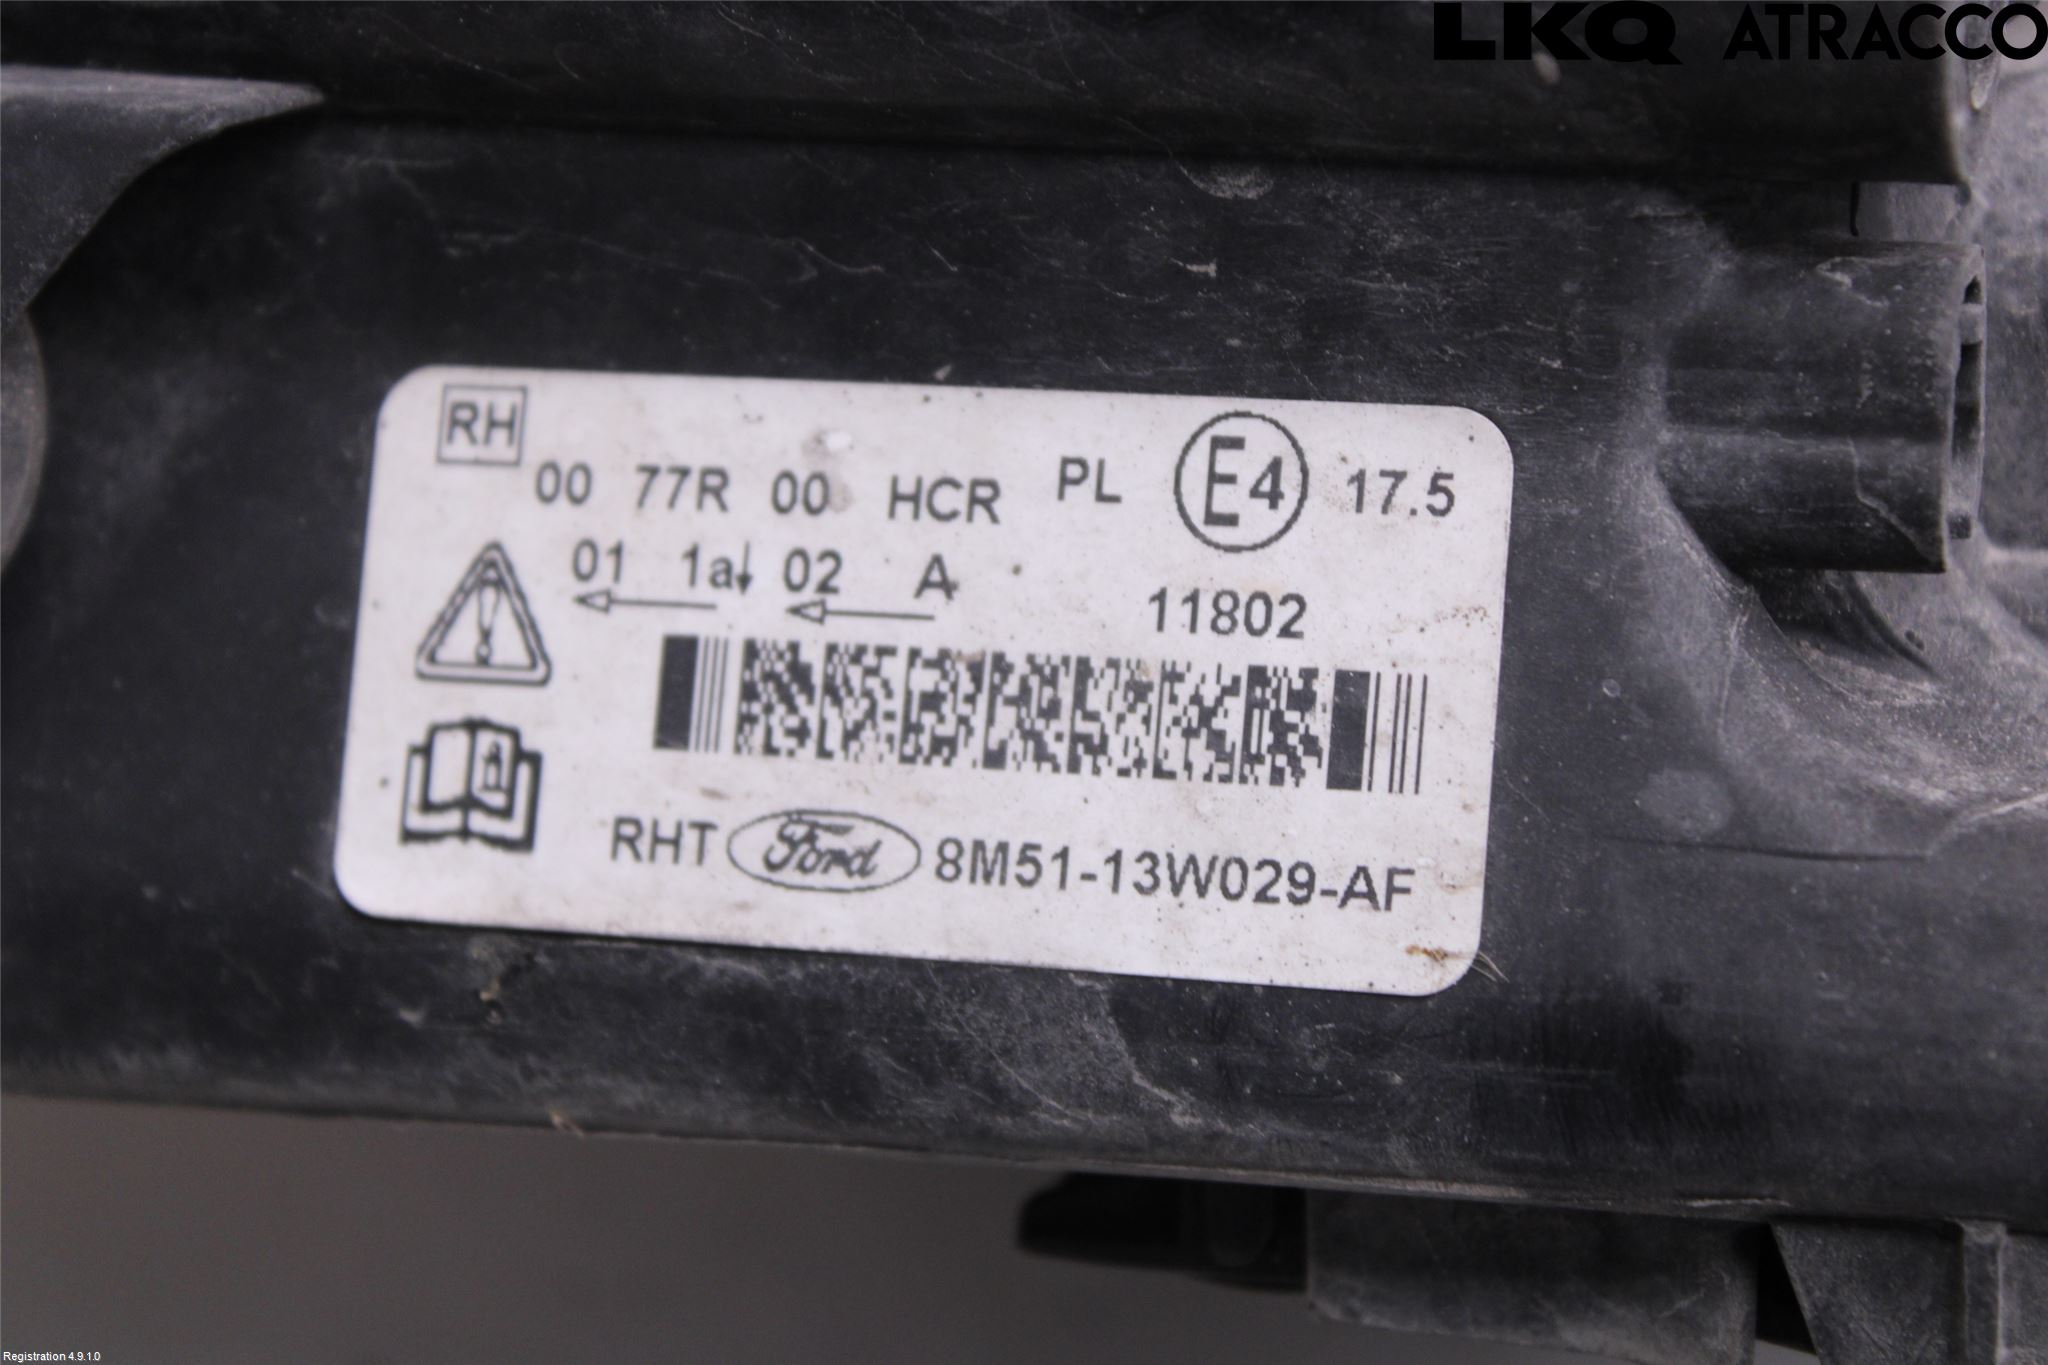 LKQ ATRACCO
RH
00 77R 00 HCR PL E4 17.5
01 1a↓ 02 A
← ←
11802
RHT Ford 8M51-13W029-AF
Registration 4.9.1.0